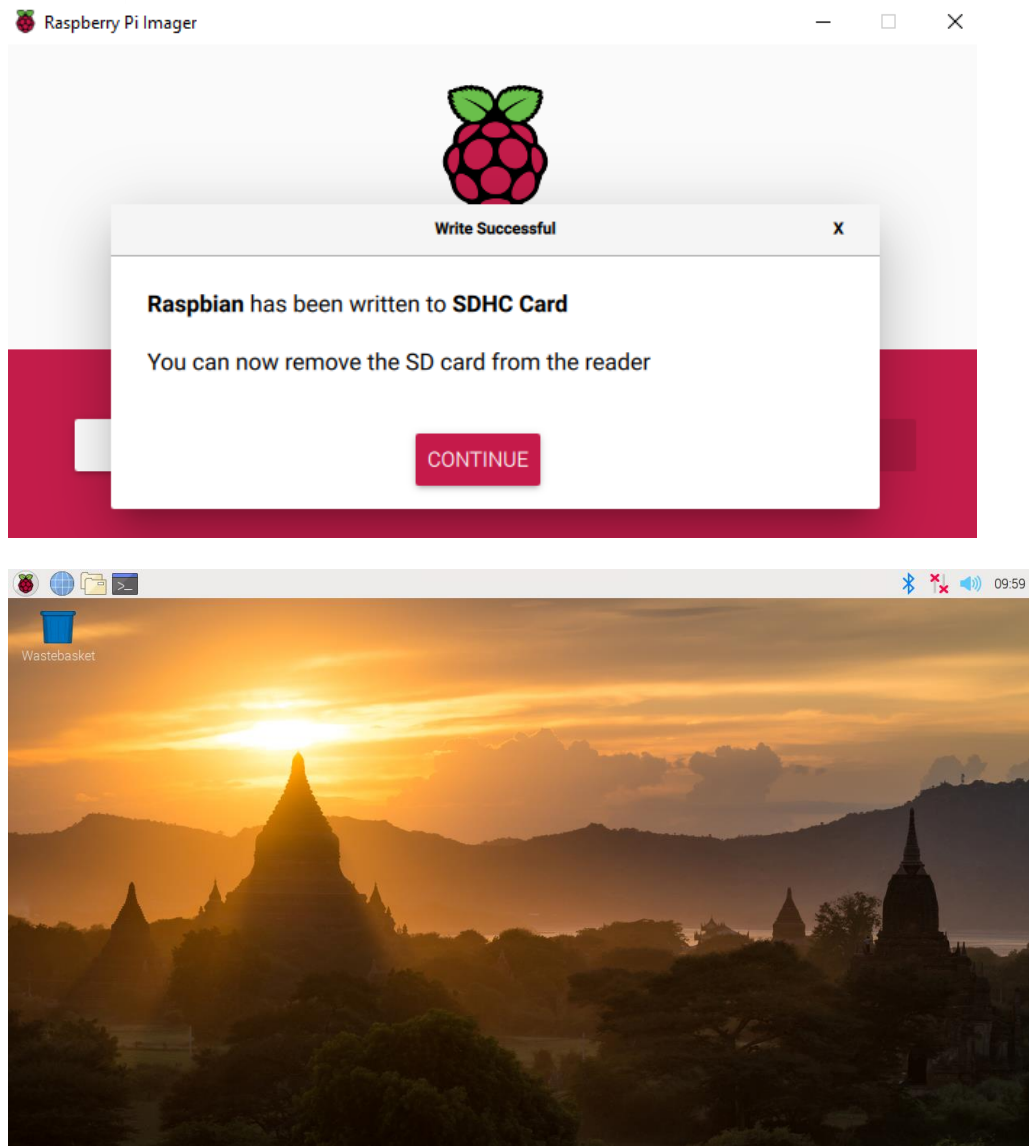 Raspberry Pi Imager
Write Successful X
Raspbian has been written to SDHC Card
You can now remove the SD card from the reader
CONTINUE
09:59
Wastebasket